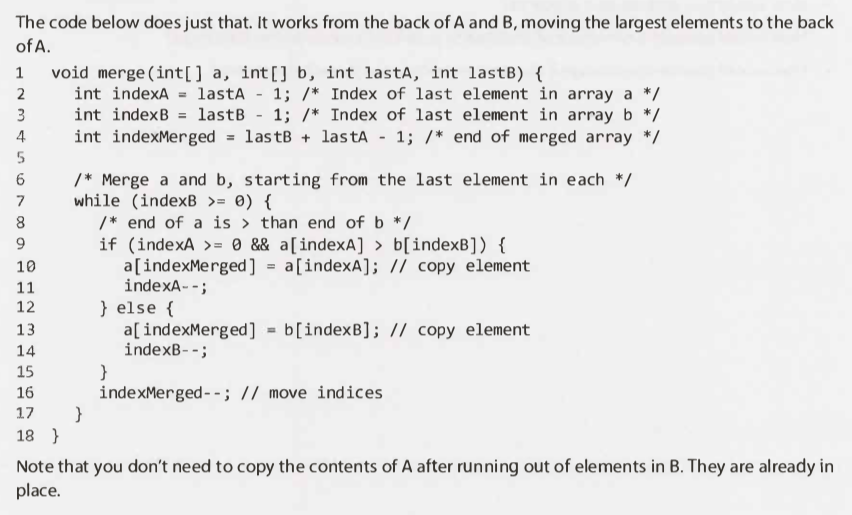 The code below does just that. It works from the back of A and B, moving the largest elements to the back
of A.
1 void merge(int[] a, int[] b, int lastA, int lastB) {
2 int indexA = lastA - 1; /* Index of last element in array a */
3 int indexB = lastB - 1; /* Index of last element in array b */
4 int indexMerged = lastB + lastA - 1; /* end of merged array */
5
6 /* Merge a and b, starting from the last element in each */
7 while (indexB >= 0) {
8 /* end of a is > than end of b */
9 if (indexA >= 0 && a[indexA] > b[indexB]) {
10 a[indexMerged] = a[indexA]; // copy element
11 indexA--;
12 } else {
13 a[indexMerged] = b[indexB]; // copy element
14 indexB--;
15 }
16 indexMerged--; // move indices
17 }
18 }
Note that you don't need to copy the contents of A after running out of elements in B. They are already in
place.